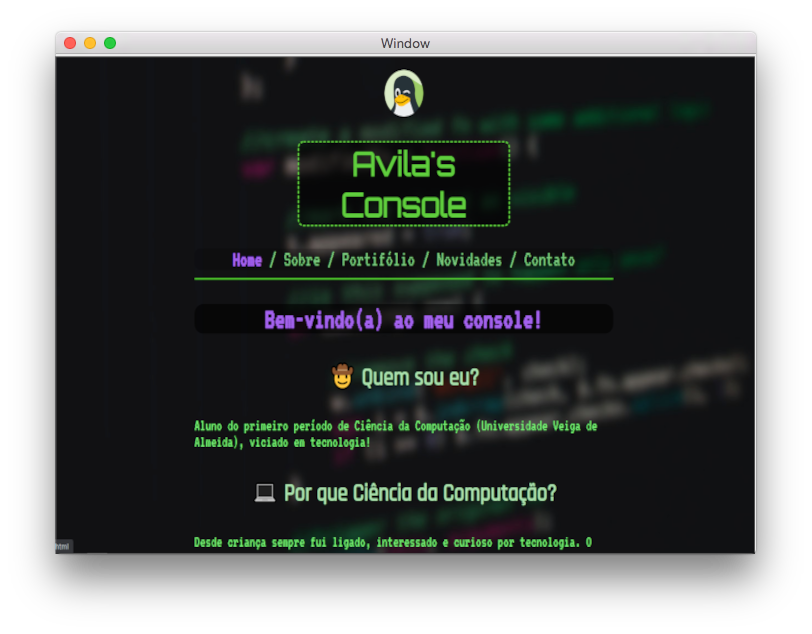 Window
Avila's
Console
Home / Sobre / Portifólio / Novidades / Contato
Bem-vindo(a) ao meu console!
🤠 Quem sou eu?
Aluno do primeiro período de Ciência da Computação (Universidade Veiga de
Almeida), viciado em tecnologia!
💻 Por que Ciência da Computação?
Desde criança sempre fui ligado, interessado e curioso por tecnologia. O
html